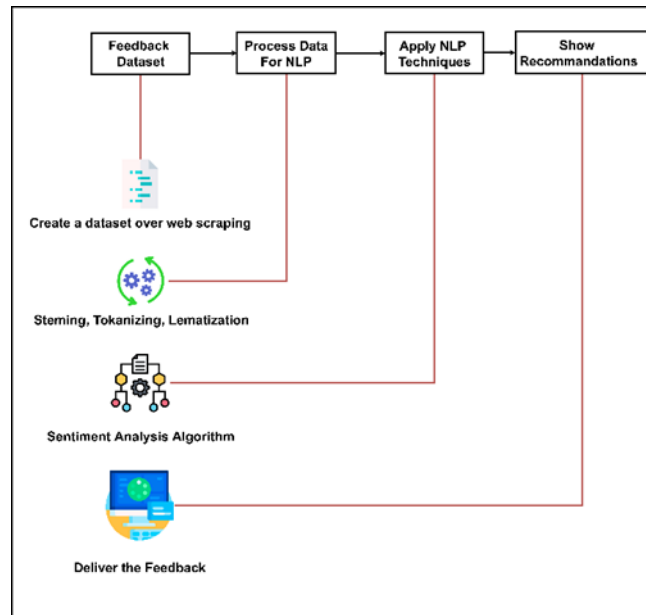 Feedback
Dataset
Process Data
For NLP
Apply NLP
Techniques
Show
Recommandations
Create a dataset over web scraping
Steming, Tokanizing, Lematization
Sentiment Analysis Algorithm
Deliver the Feedback